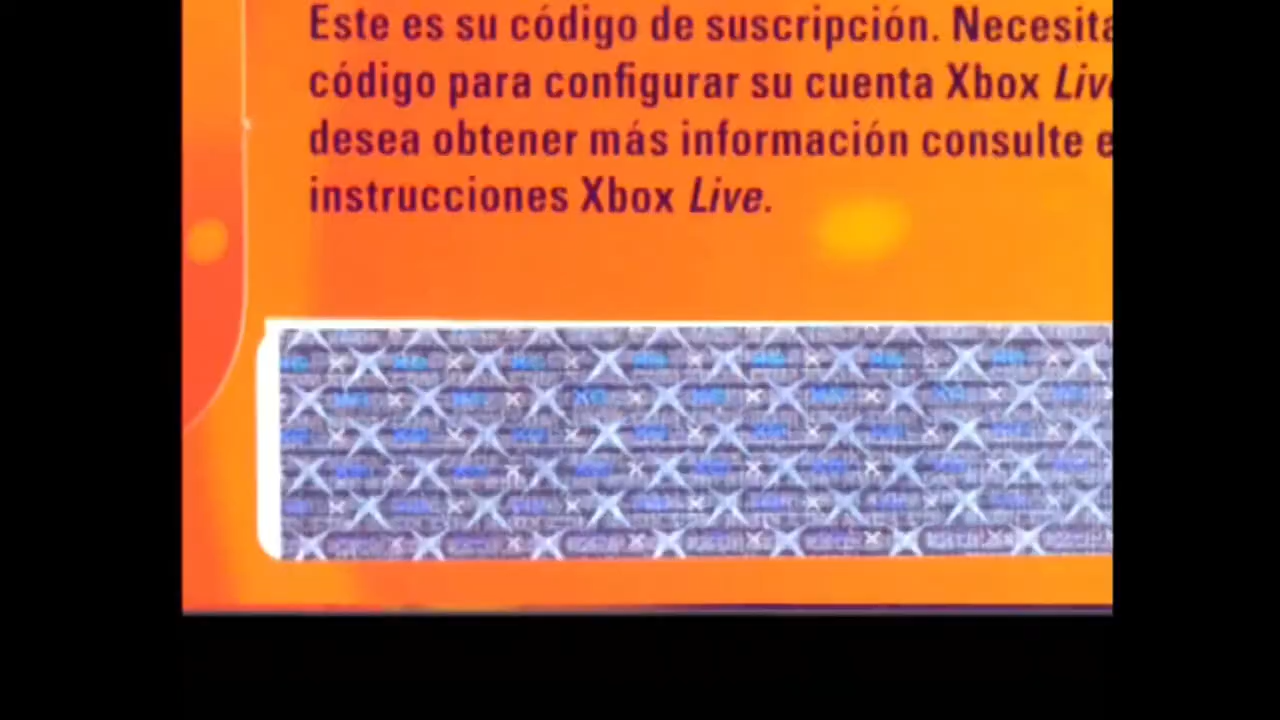 Este es su código de suscripción. Necesita
código para configurar su cuenta Xbox Live
desea obtener más información consulte e
instrucciones Xbox Live.